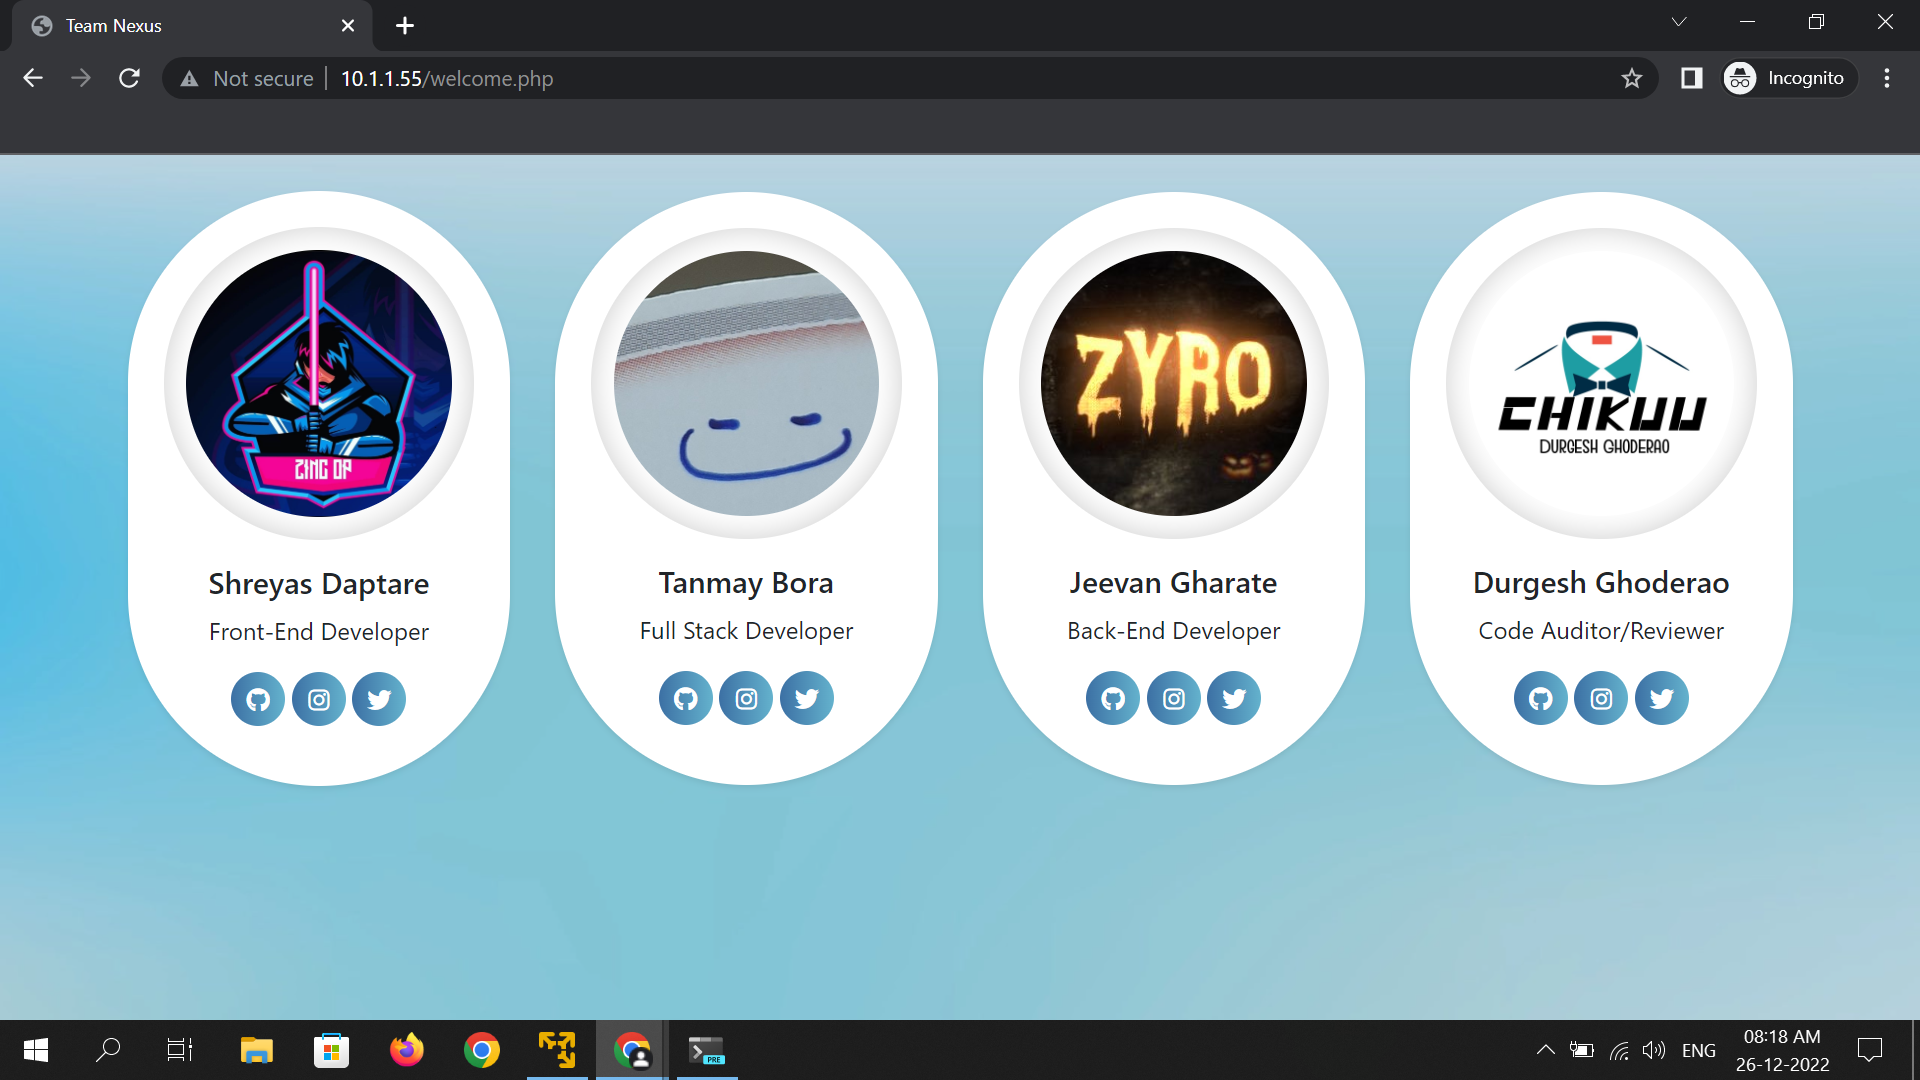 Team Nexus
Not secure
10.1.1.55/welcome.php
Incognito
ZING OP
ZYRO
CHIKUU
DURGESH GHODERAO
Shreyas Daptare
Tanmay Bora
Jeevan Gharate
Durgesh Ghoderao
Front-End Developer
Full Stack Developer
Back-End Developer
Code Auditor/Reviewer
PRE
ENG
08:18 AM
26-12-2022